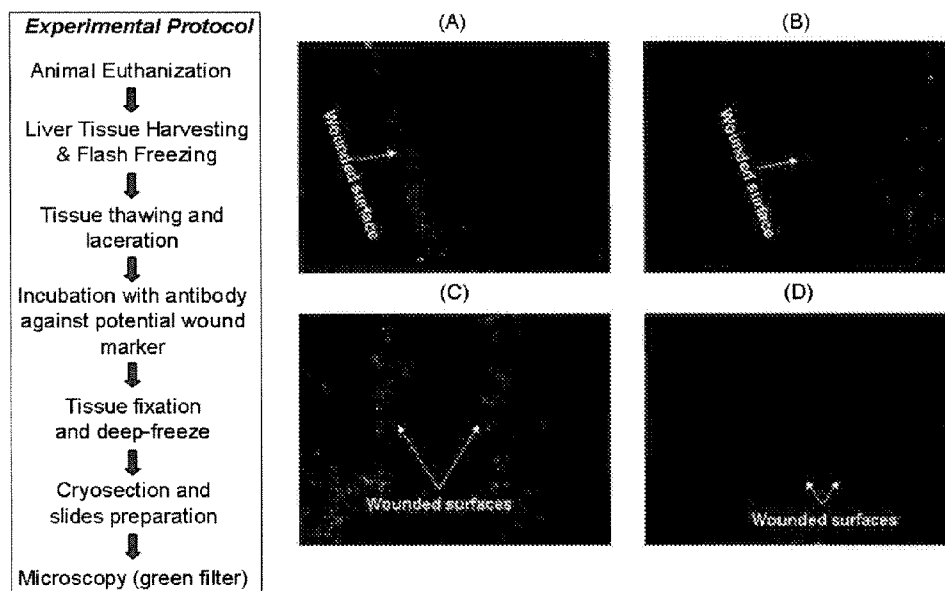 Experimental Protocol
Animal Euthanization
Liver Tissue Harvesting
& Flash Freezing
Tissue thawing and
laceration
Incubation with antibody
against potential wound
marker
Tissue fixation
and deep-freeze
Cryosection and
slides preparation
Microscopy (green filter)
(A)
Wounded surface
(B)
Wounded surface
(C)
Wounded surfaces
(D)
Wounded surfaces